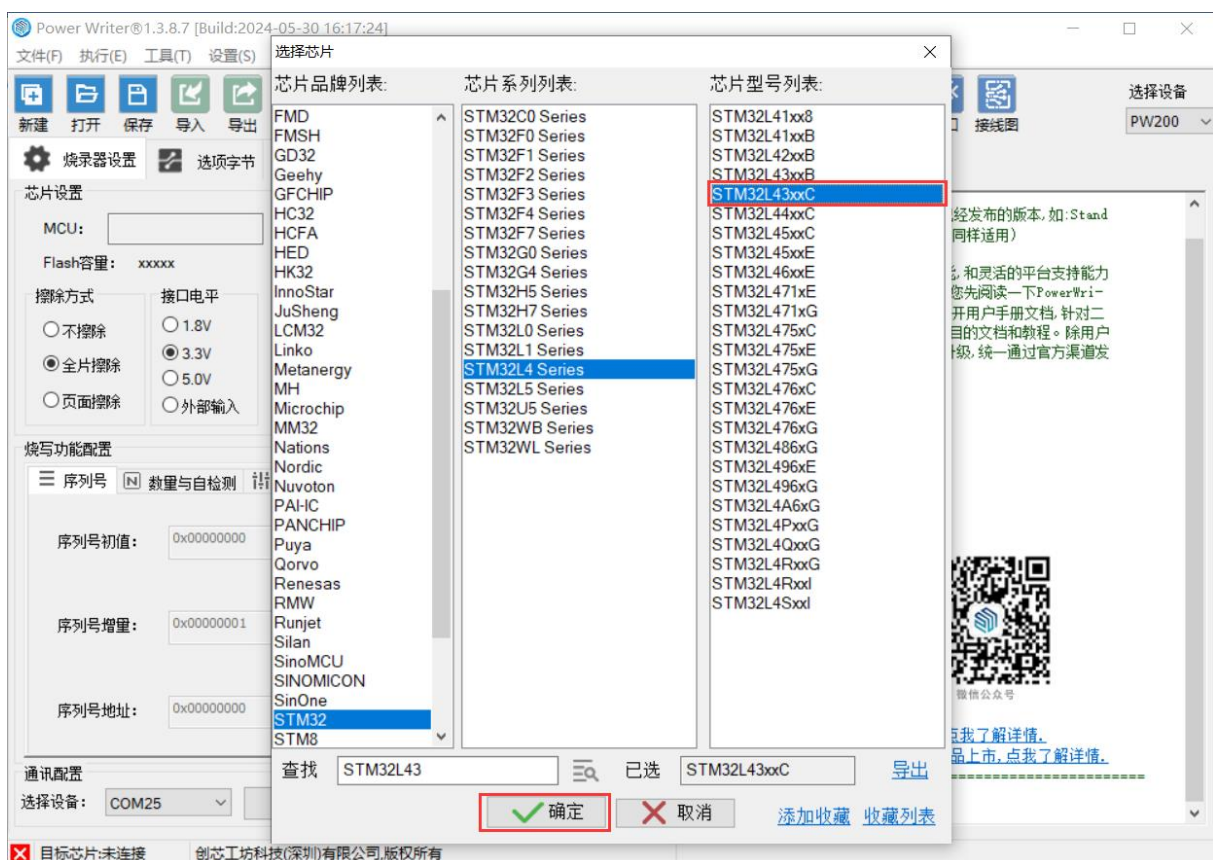 Power Writer®1.3.8.7 [Build:2024-05-30 16:17:24]
文件(F) 执行(E) 工具(T) 设置(S)
新建 打开 保存 导入 导出
接线图
选择设备
PW200
烧录器设置 选项字节
芯片设置
MCU:
Flash容量: xxxxx
擦除方式
不擦除
全片擦除
页面擦除
接口电平
1.8V
3.3V
5.0V
外部输入
烧写功能配置
序列号 N 数量与自检测
序列号初值: 0x00000000
序列号增量: 0x00000001
序列号地址: 0x00000000
通讯配置
选择设备: COM25
目标芯片:未连接 创芯工坊科技(深圳)有限公司,版权所有
选择芯片
芯片品牌列表:
FMD
FMSH
GD32
Geehy
GFCHIP
HC32
HCFA
HED
HK32
InnoStar
JuSheng
LCM32
Linko
Metanergy
MH
Microchip
MM32
Nations
Nordic
Nuvoton
PAI-IC
PANCHIP
Puya
Qorvo
Renesas
RMW
Runjet
Silan
SinoMCU
SINOMICON
SinOne
STM32
STM8
芯片系列列表:
STM32C0 Series
STM32F0 Series
STM32F1 Series
STM32F2 Series
STM32F3 Series
STM32F4 Series
STM32F7 Series
STM32G0 Series
STM32G4 Series
STM32H5 Series
STM32H7 Series
STM32L0 Series
STM32L1 Series
STM32L4 Series
STM32L5 Series
STM32U5 Series
STM32WB Series
STM32WL Series
芯片型号列表:
STM32L41xx8
STM32L41xxB
STM32L42xxB
STM32L43xxB
STM32L43xxC
STM32L44xxC
STM32L45xxC
STM32L45xxE
STM32L46xxE
STM32L471xE
STM32L471xG
STM32L475xC
STM32L475xE
STM32L475xG
STM32L476xC
STM32L476xE
STM32L476xG
STM32L486xG
STM32L496xE
STM32L496xG
STM32L4A6xG
STM32L4PxxG
STM32L4QxxG
STM32L4RxxG
STM32L4RxxI
STM32L4SxxI
查找 STM32L43 已选 STM32L43xxC 导出
确定 取消 添加收藏 收藏列表
经发布的版本,如:Stand
同样适用)
,和灵活的平台支持能力
您先阅读一下PowerWri-
开用户手册文档,针对二
目的文档和教程。除用户
级,统一通过官方渠道发
微信公众号
点我了解详情.
品上市,点我了解详情.